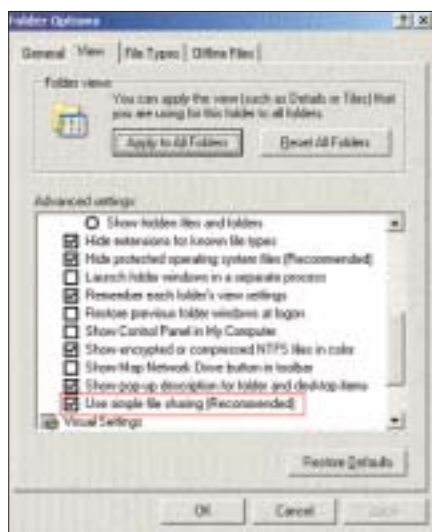 Folder Options
General View File Types Offline Files
Folder views
You can apply the view (such as Details or Tiles) that
you are using for this folder to all folders.
Apply to All Folders Reset All Folders
Advanced settings:
Show hidden files and folders
Hide extensions for known file types
Hide protected operating system files (Recommended)
Launch folder windows in a separate process
Remember each folder's view settings
Restore previous folder windows at logon
Show Control Panel in My Computer
Show encrypted or compressed NTFS files in color
Show Map Network Drive button in toolbar
Show pop-up description for folder and desktop items
Use simple file sharing (Recommended)
Visual Settings
Restore Defaults
OK Cancel